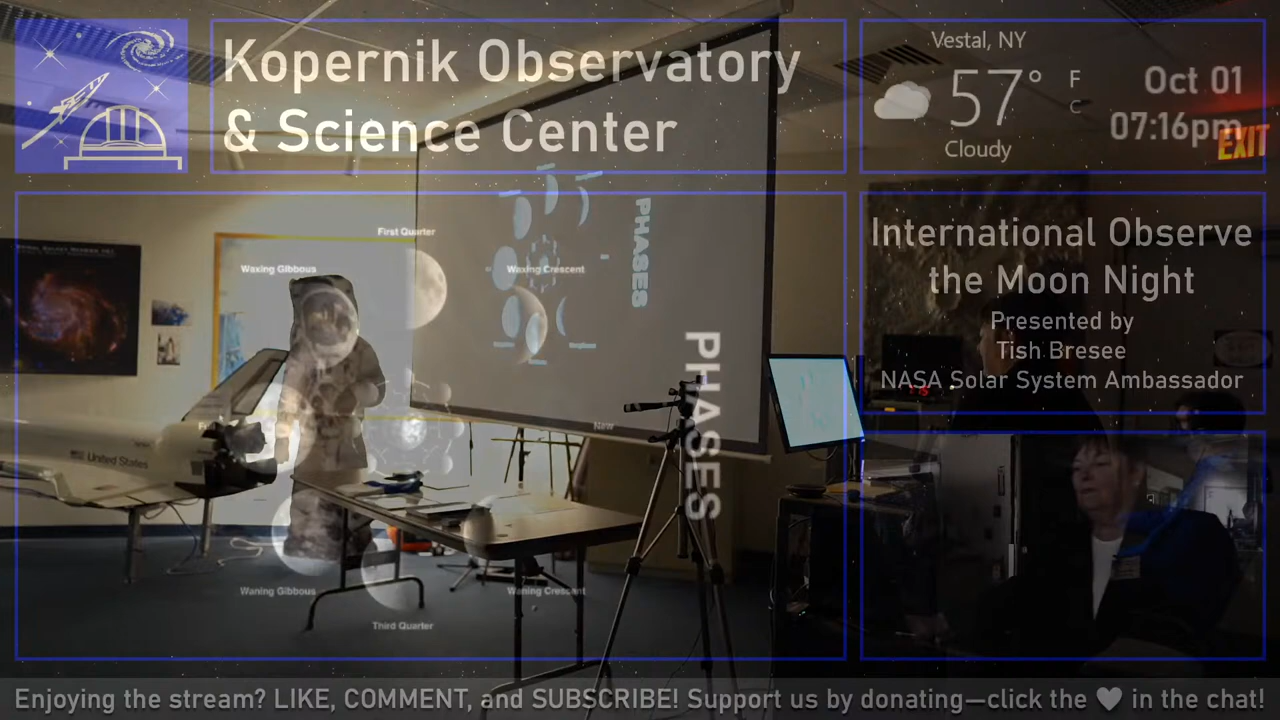 Kopernik Observatory
& Science Center
Vestal, NY
57° F
C
Cloudy
Oct 01
07:16pm
EXIT
International Observe
the Moon Night
Presented by
Tish Bresee
NASA Solar System Ambassador
First Quarter
Waxing Gibbous
Waxing Crescent
PHASES
PHASES
New
United States
Waning Gibbous
Waning Crescent
Third Quarter
Enjoying the stream? LIKE, COMMENT, and SUBSCRIBE! Support us by donating—click the ♥ in the chat!